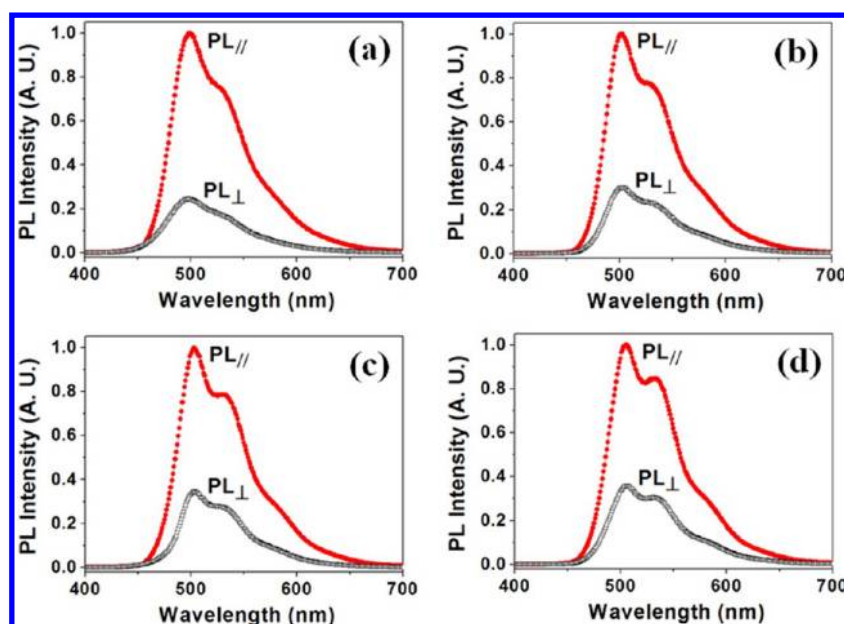 (a)
PL//
PL⊥
PL Intensity (A. U.)
1.0
0.8
0.6
0.4
0.2
0.0
400 500 600 700
Wavelength (nm)
(b)
PL//
PL⊥
PL Intensity (A. U.)
1.0
0.8
0.6
0.4
0.2
0.0
400 500 600 700
Wavelength (nm)
(c)
PL//
PL⊥
PL Intensity (A. U.)
1.0
0.8
0.6
0.4
0.2
0.0
400 500 600 700
Wavelength (nm)
(d)
PL//
PL⊥
PL Intensity (A. U.)
1.0
0.8
0.6
0.4
0.2
0.0
400 500 600 700
Wavelength (nm)